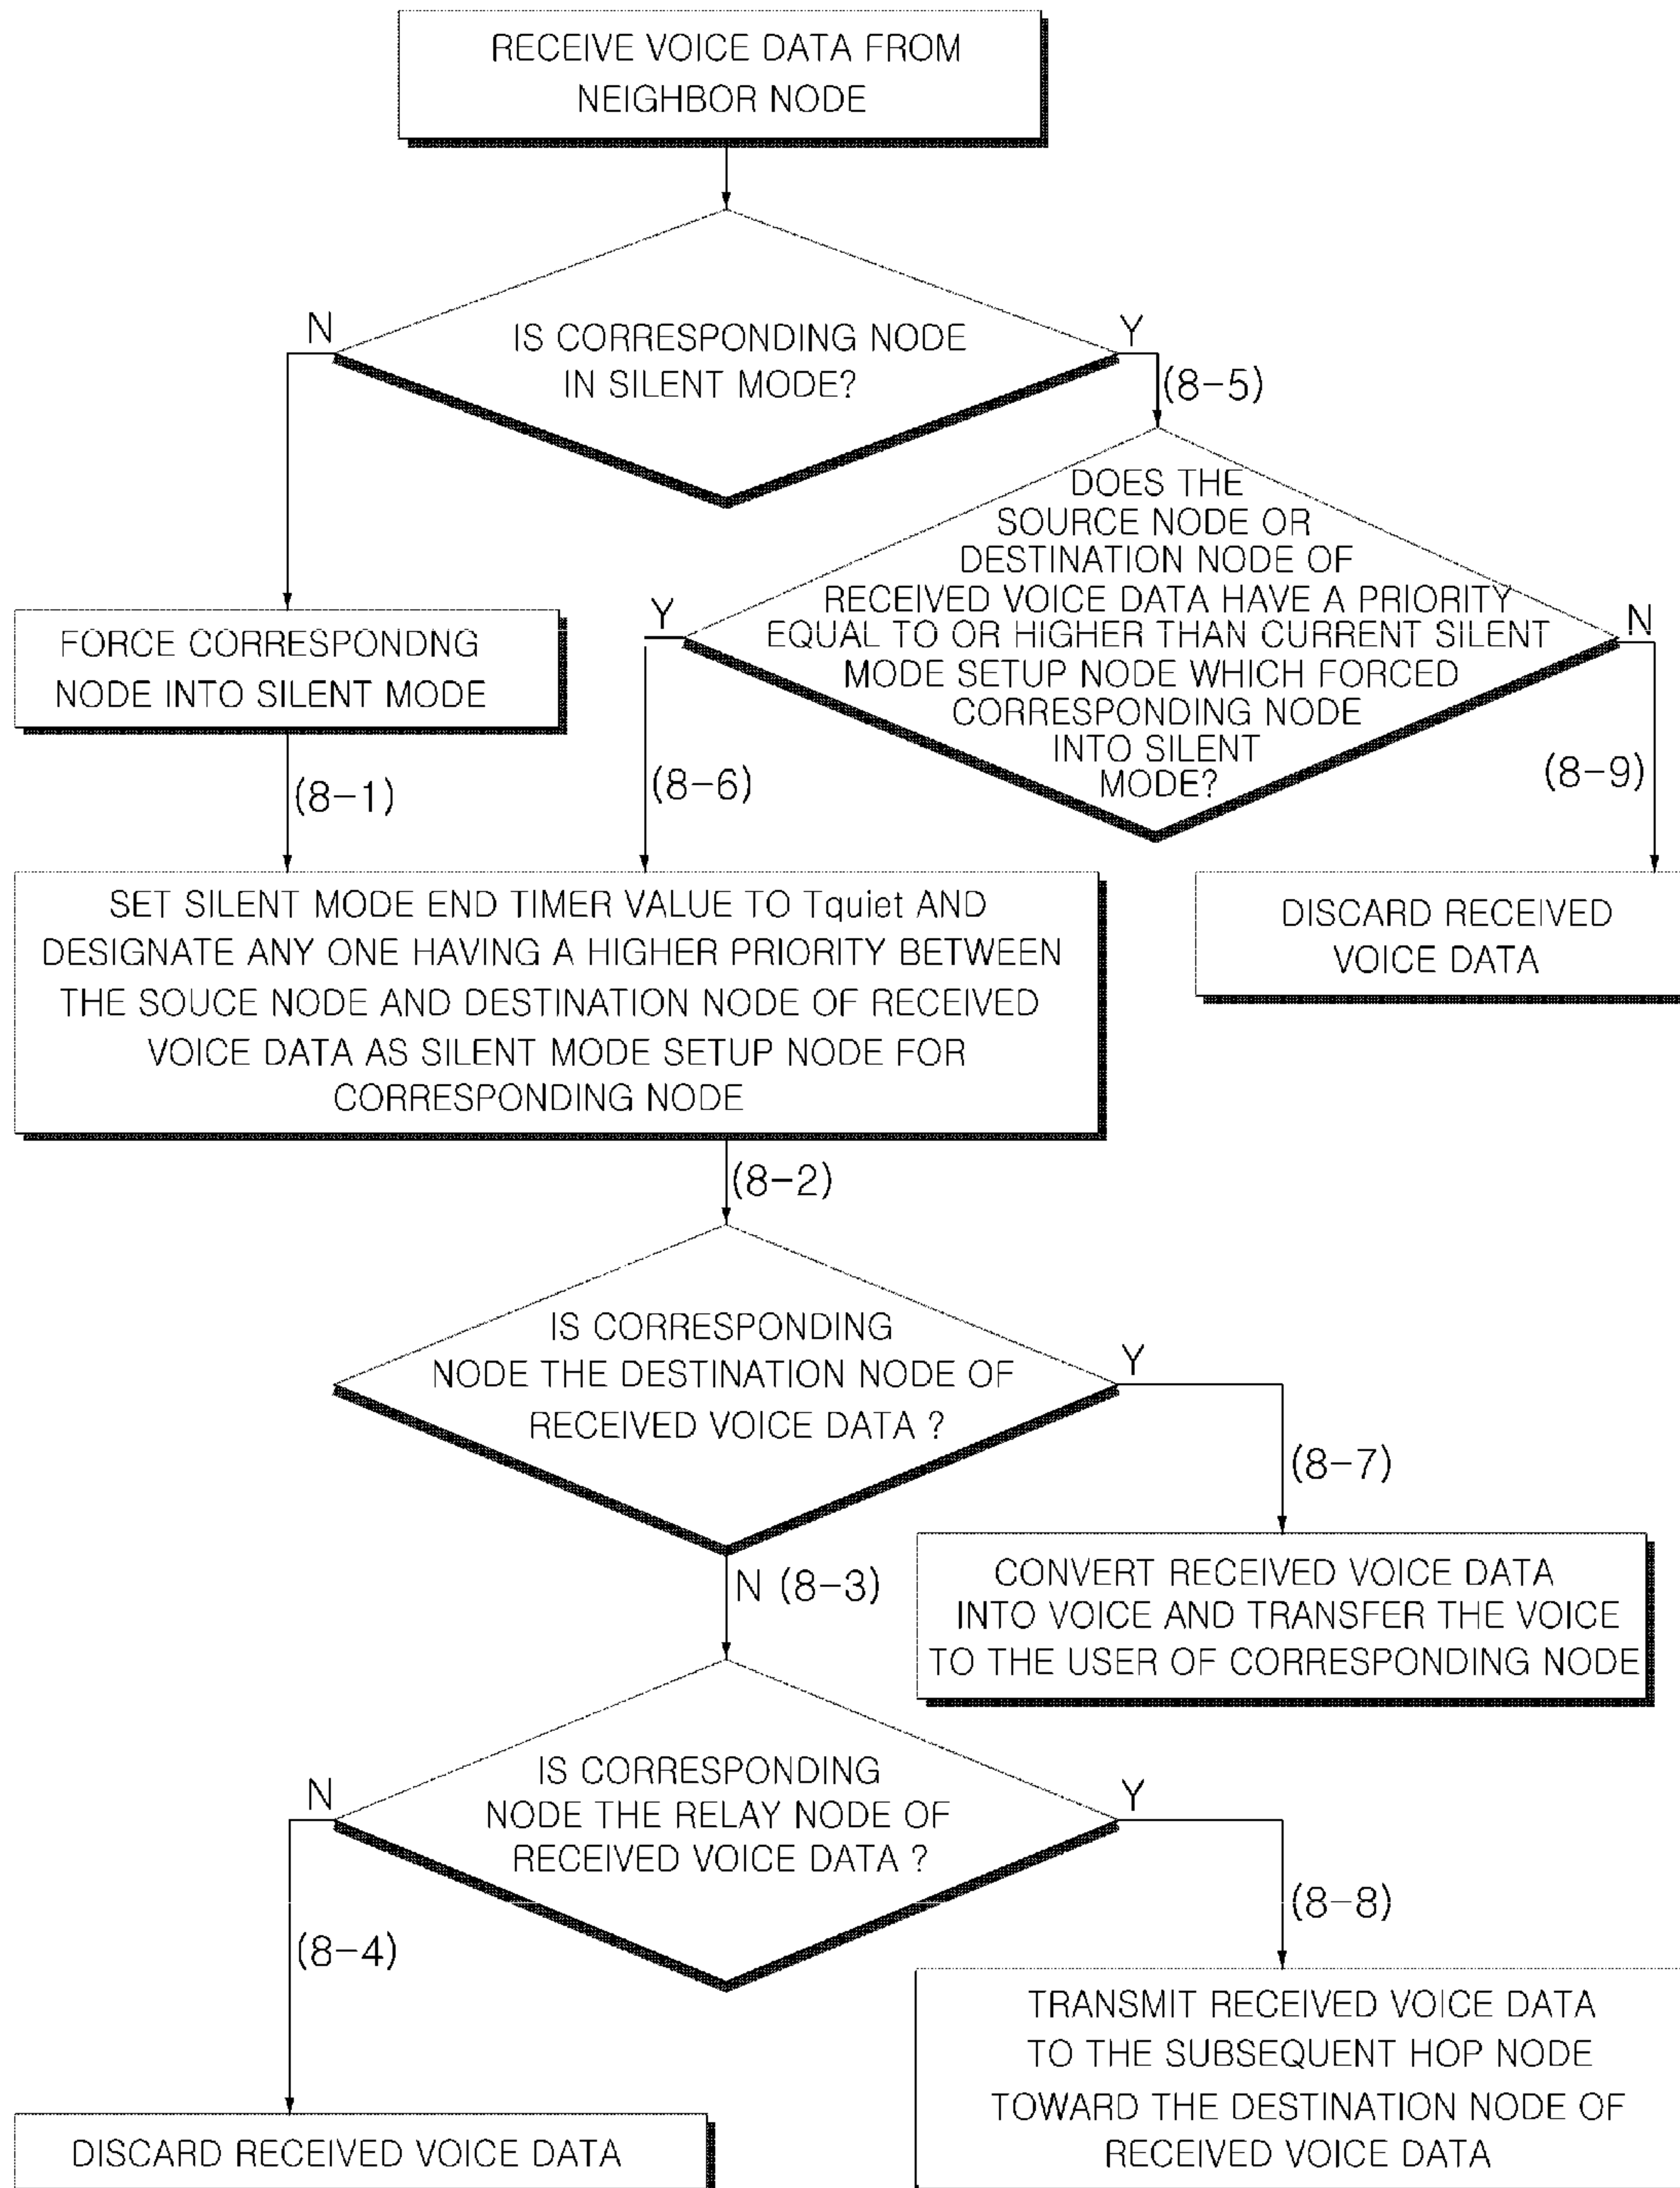 RECEIVE VOICE DATA FROM
NEIGHBOR NODE
IS CORRESPONDING NODE
IN SILENT MODE?
N
Y
(8-5)
DOES THE
SOURCE NODE OR
DESTINATION NODE OF
RECEIVED VOICE DATA HAVE A PRIORITY
EQUAL TO OR HIGHER THAN CURRENT SILENT
MODE SETUP NODE WHICH FORCED
CORRESPONDING NODE
INTO SILENT
MODE?
Y
N
FORCE CORRESPONDNG
NODE INTO SILENT MODE
(8-1)
(8-6)
(8-9)
SET SILENT MODE END TIMER VALUE TO Tquiet AND
DESIGNATE ANY ONE HAVING A HIGHER PRIORITY BETWEEN
THE SOUCE NODE AND DESTINATION NODE OF RECEIVED
VOICE DATA AS SILENT MODE SETUP NODE FOR
CORRESPONDING NODE
DISCARD RECEIVED
VOICE DATA
(8-2)
IS CORRESPONDING
NODE THE DESTINATION NODE OF
RECEIVED VOICE DATA ?
Y
(8-7)
N (8-3)
CONVERT RECEIVED VOICE DATA
INTO VOICE AND TRANSFER THE VOICE
TO THE USER OF CORRESPONDING NODE
IS CORRESPONDING
NODE THE RELAY NODE OF
RECEIVED VOICE DATA ?
N
Y
(8-4)
(8-8)
DISCARD RECEIVED VOICE DATA
TRANSMIT RECEIVED VOICE DATA
TO THE SUBSEQUENT HOP NODE
TOWARD THE DESTINATION NODE OF
RECEIVED VOICE DATA